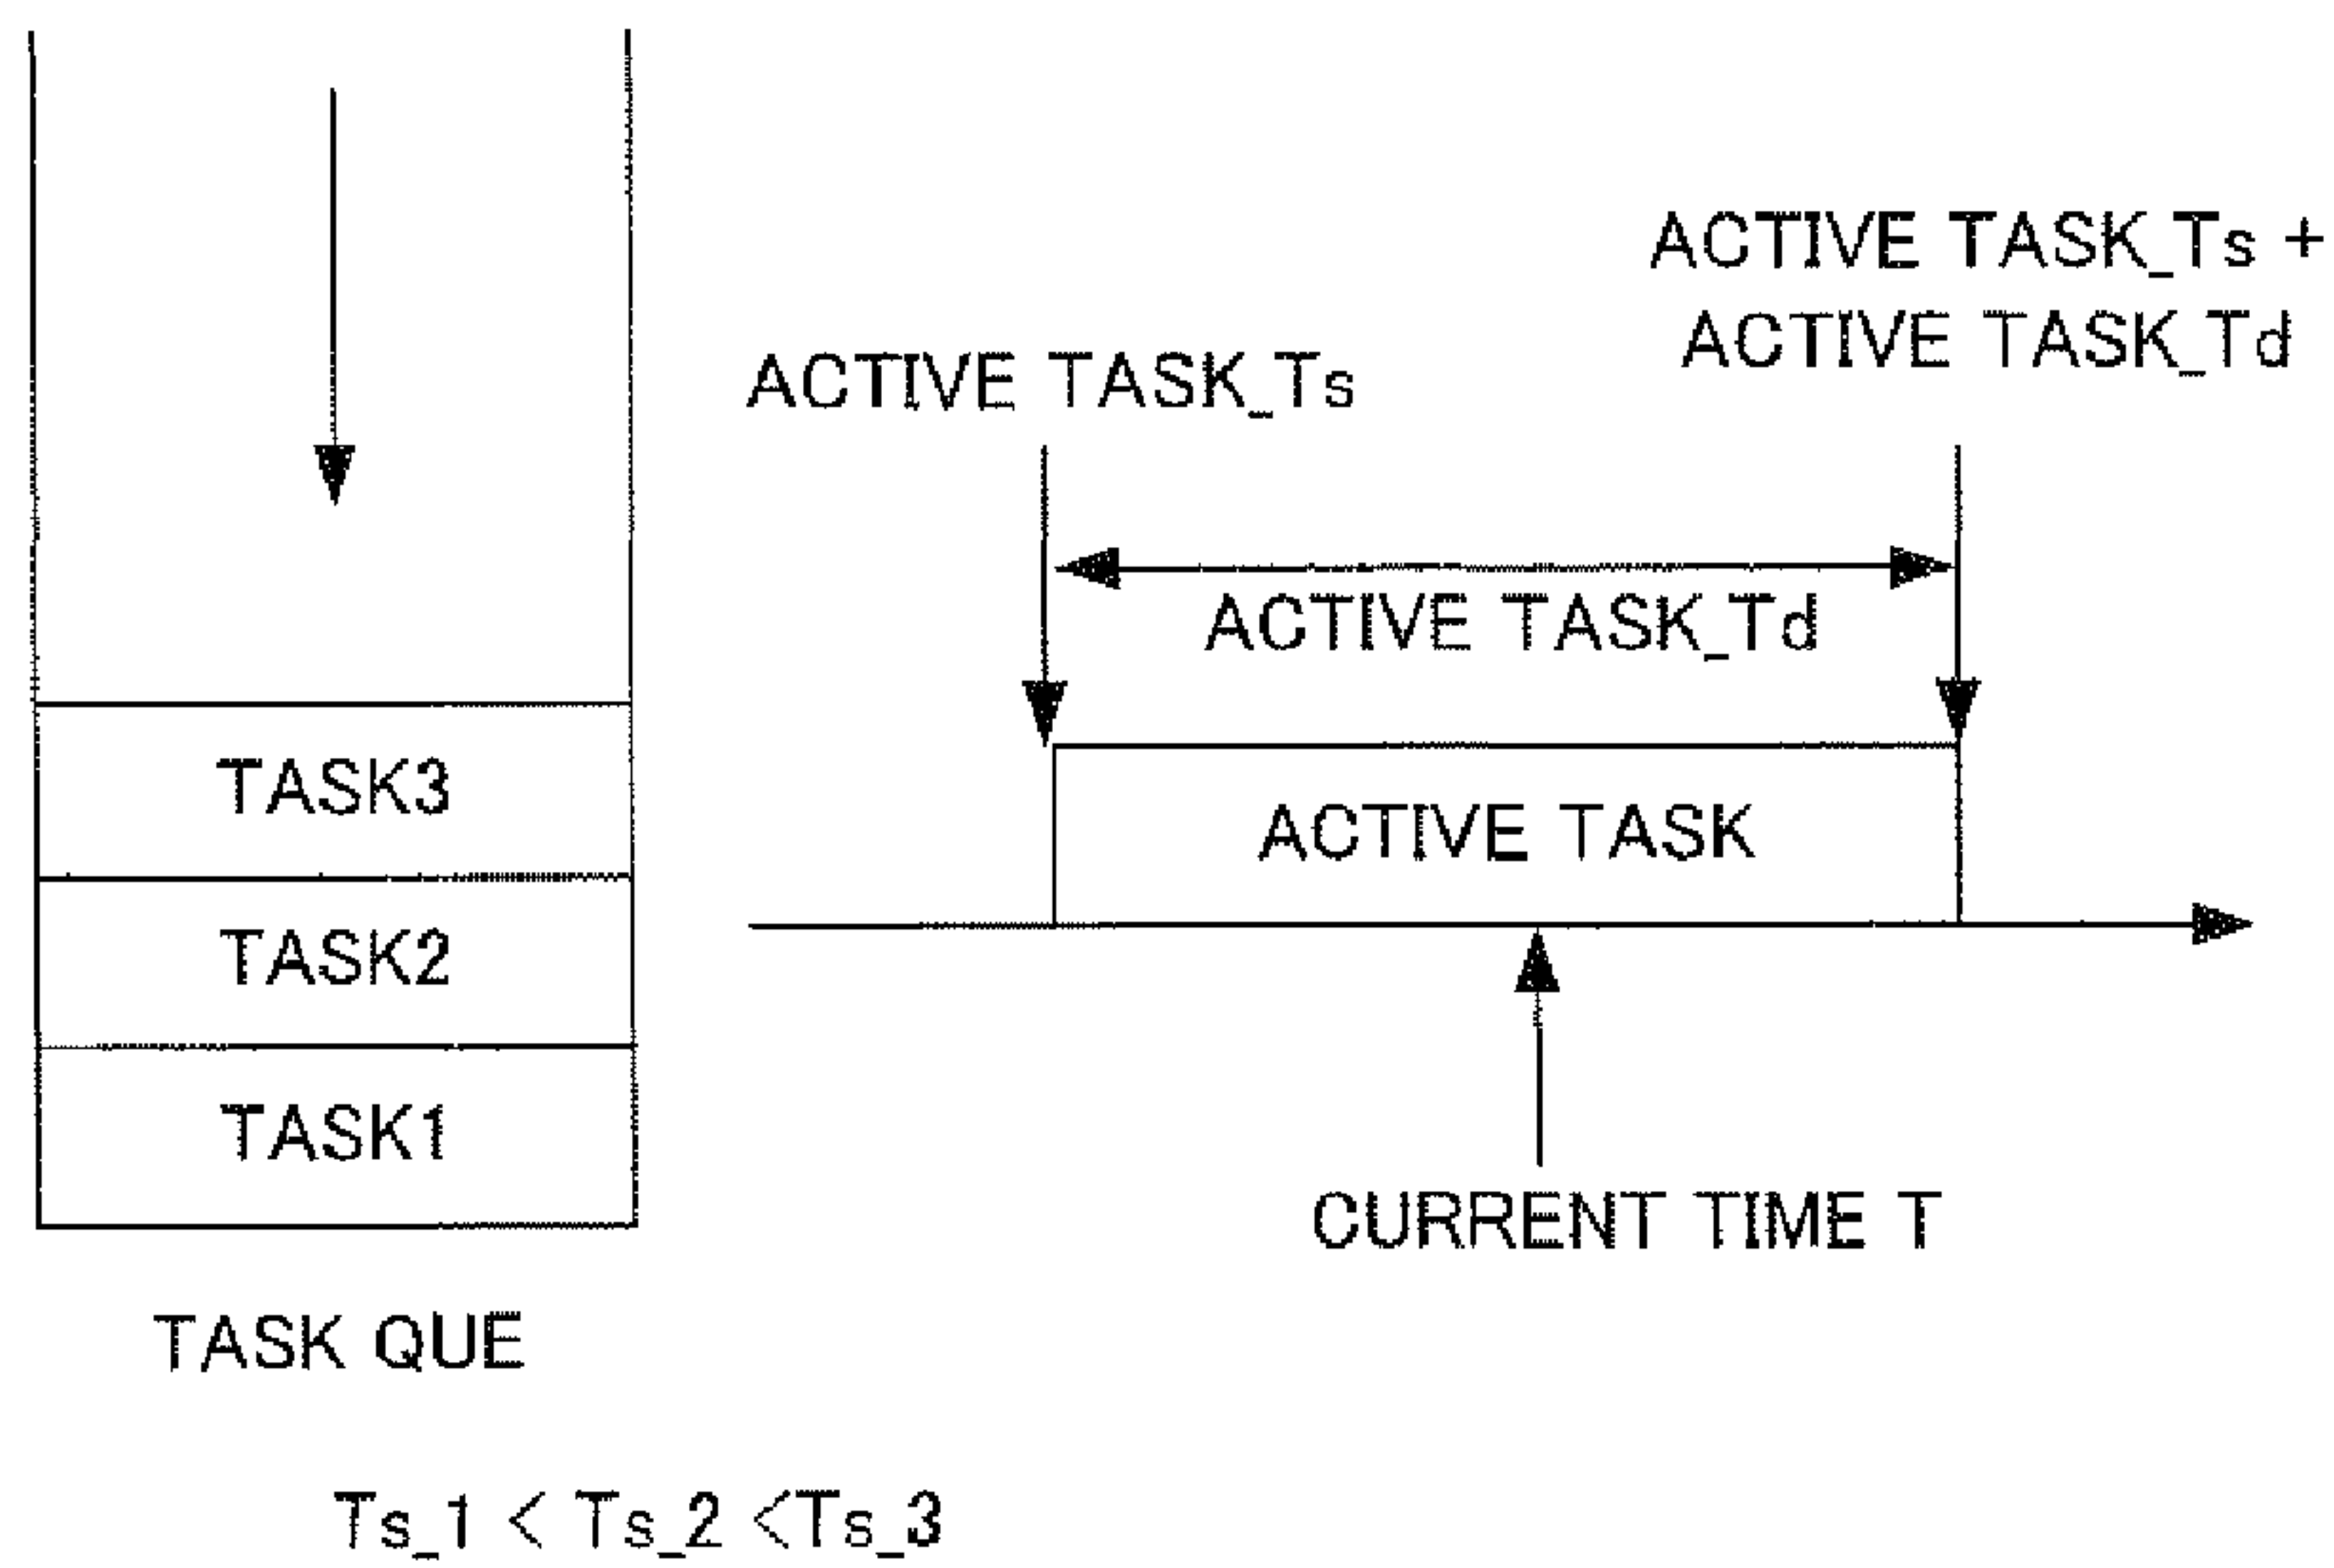 ACTIVE TASK_Ts +
ACTIVE TASK_Td
ACTIVE TASK_Ts
ACTIVE TASK_Td
TASK3
ACTIVE TASK
TASK2
TASK1
CURRENT TIME T
TASK QUE
Ts_1 < Ts_2 <Ts_3